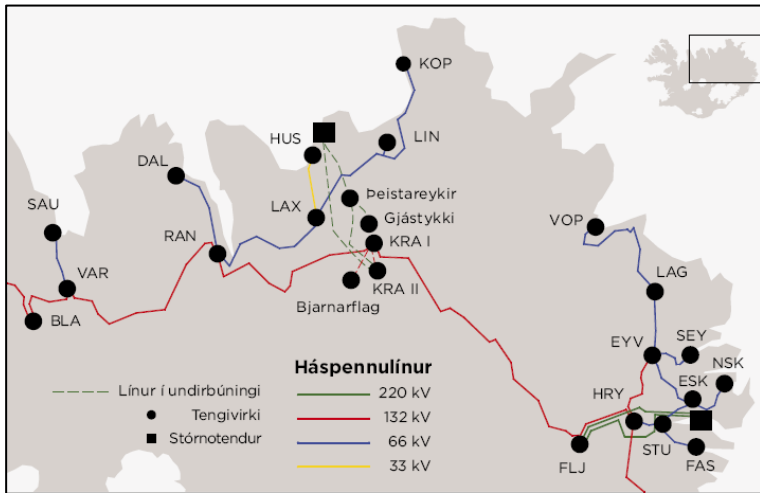 KOP
HUS
LIN
DAL
Þeistareykir
SAU
LAX
Gjástykki
VOP
RAN
KRA I
VAR
KRA II
LAG
Bjarnarflag
BLA
EYV
SEY
NSK
Háspennulínur
ESK
Línur í undirbúningi
220 kV
HRY
Tengivirki
132 kV
Stórnotendur
66 kV
STU
FLJ
FAS
33 kV